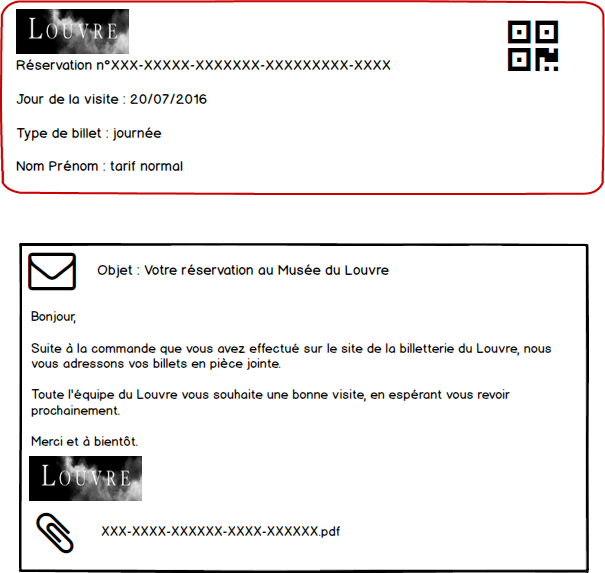 LOUVRE
Réservation n°XXX-XXXXX-XXXXXXX-XXXXXXXXX-XXXX
Jour de la visite : 20/07/2016
Type de billet : journée
Nom Prénom : tarif normal
Objet : Votre réservation au Musée du Louvre
Bonjour,
Suite à la commande que vous avez effectué sur le site de la billetterie du Louvre, nous
vous adressons vos billets en pièce jointe.
Toute l'équipe du Louvre vous souhaite une bonne visite, en espérant vous revoir
prochainement.
Merci et à bientôt.
LOUVRE
XXX-XXXX-XXXXXX-XXXX-XXXXXX.pdf